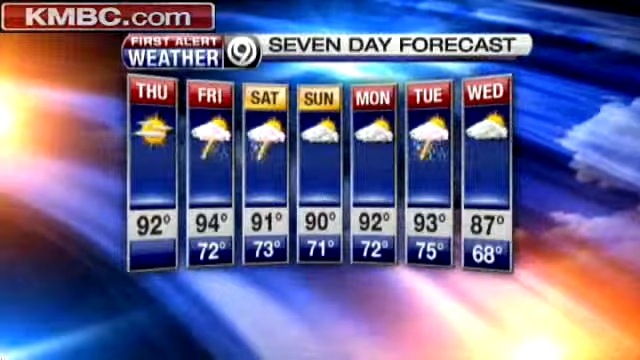 KMBC.com
FIRST ALERT
WEATHER 9
SEVEN DAY FORECAST
THU FRI SAT SUN MON TUE WED
92° 94° 91° 90° 92° 93° 87°
72° 73° 71° 72° 75° 68°